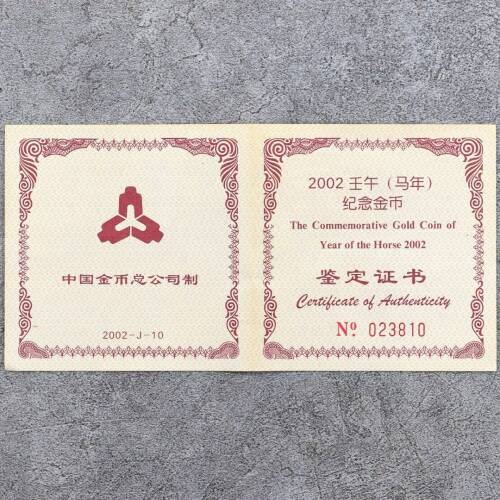 中国金币总公司制
2002-J-10
2002 壬午（马年）
纪念金币
The Commemorative Gold Coin of
Year of the Horse 2002
鉴定证书
Certificate of Authenticity
Nº 023810